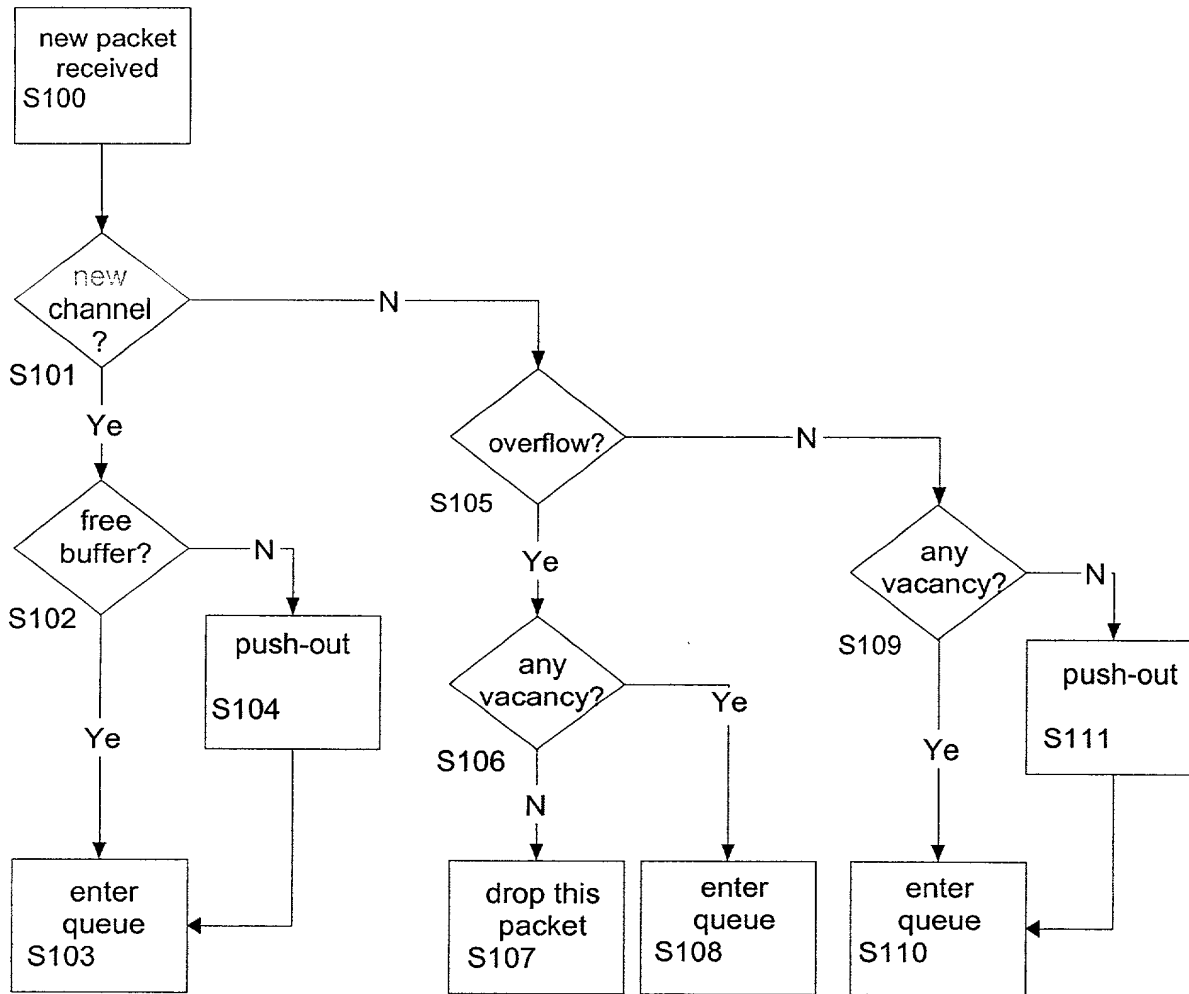 new packet
received
S100
new
channel
?
S101
N
Ye
overflow?
S105
N
free
buffer?
S102
N
Ye
any
vacancy?
S109
N
push-out
S104
any
vacancy?
S106
Ye
push-out
S111
Ye
Ye
N
enter
queue
S103
drop this
packet
S107
enter
queue
S108
enter
queue
S110